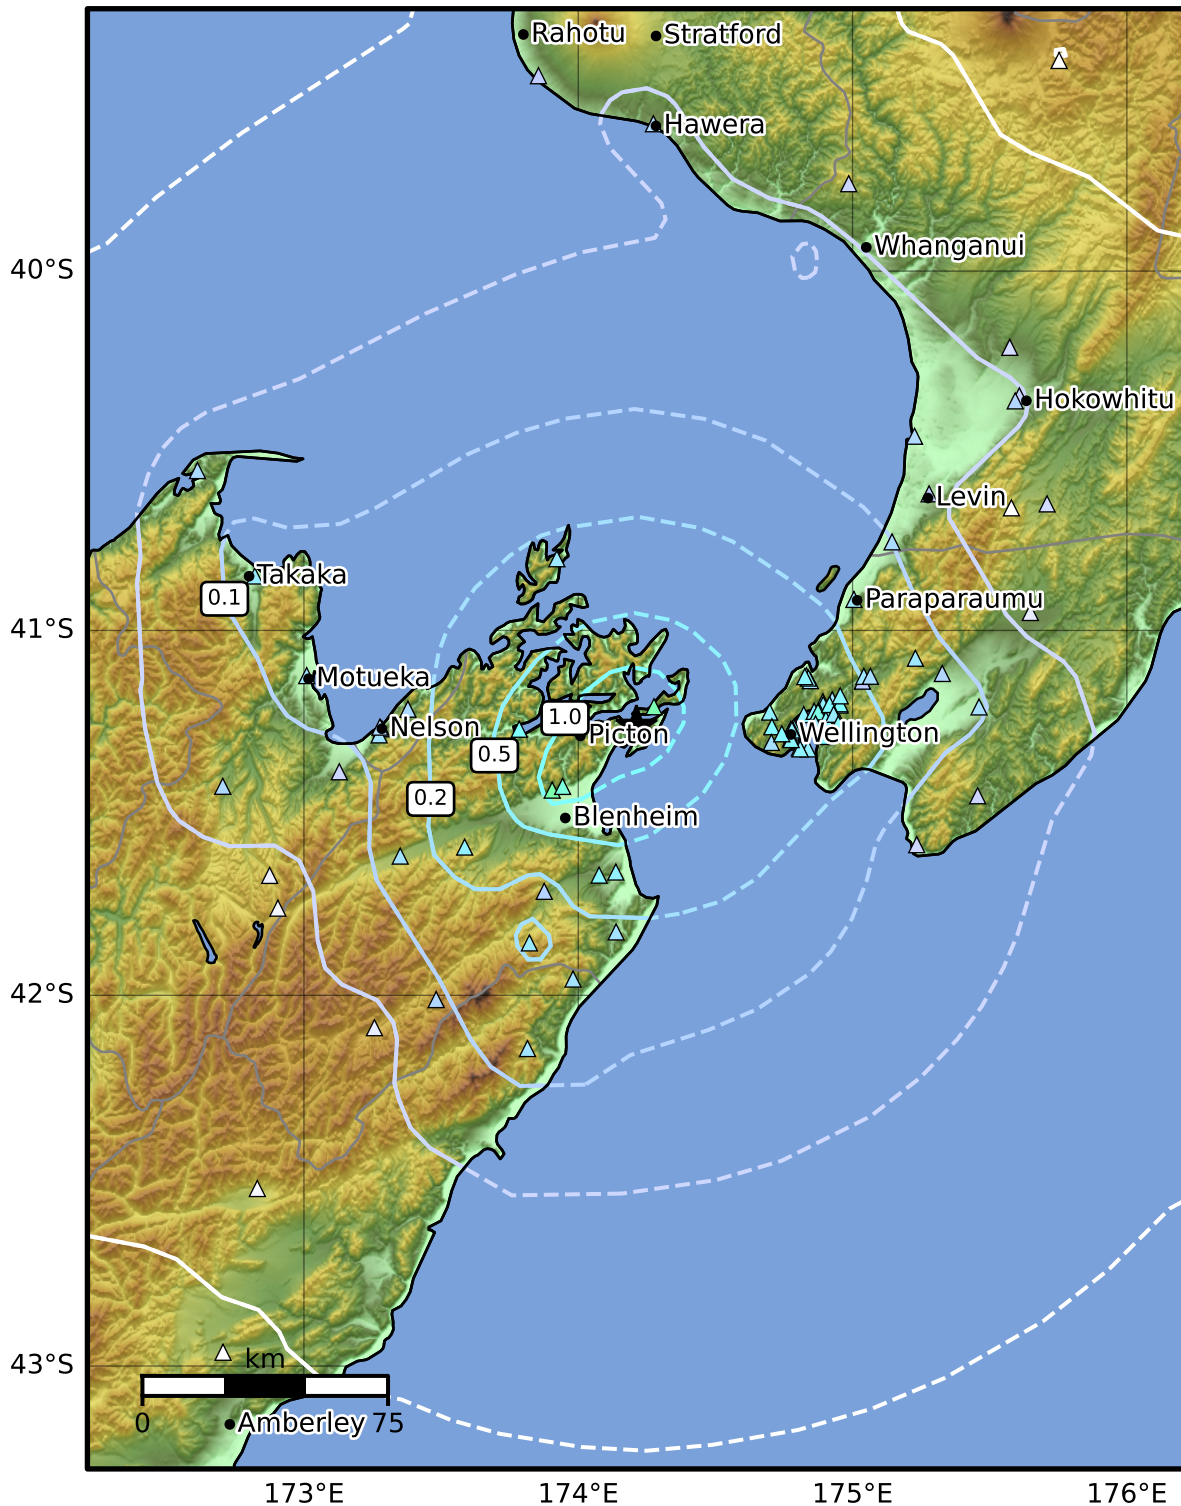 Rahotu
Stratford
Hawera
Whanganui
40°S
Hokowhitu
Levin
Takaka
0.1
Paraparaumu
41°S
Motueka
1.0
Nelson
Picton
Wellington
0.5
0.2
Blenheim
42°S
km
43°S
0
75
Amberley
173°E
174°E
175°E
176°E